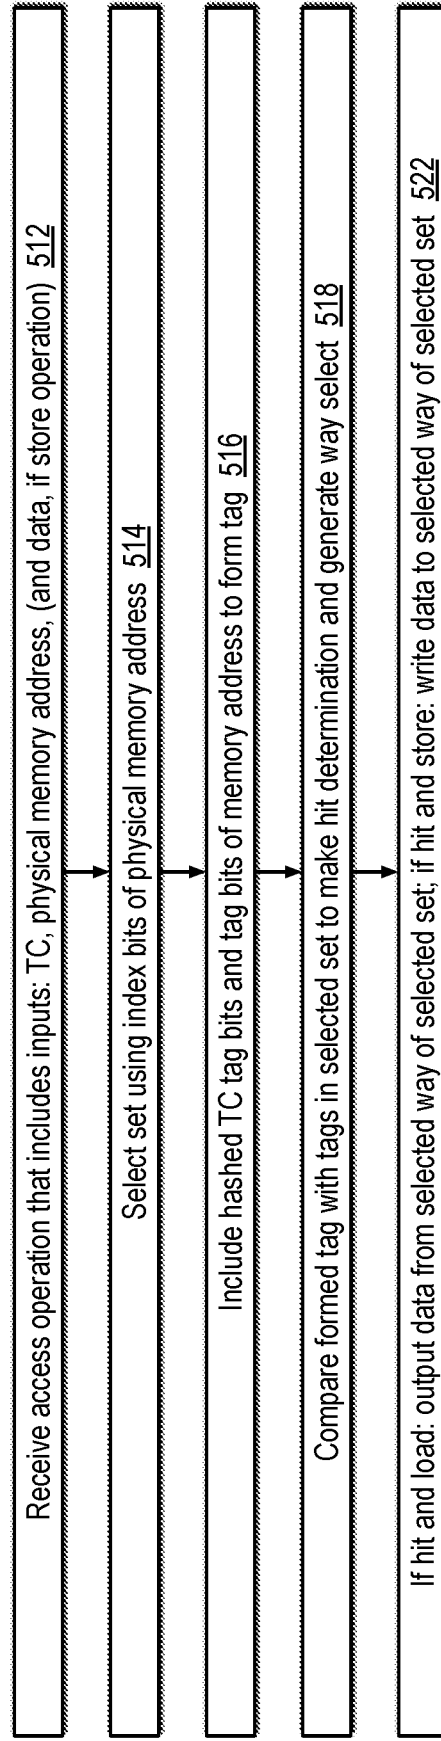 Receive access operation that includes inputs: TC, physical memory address, (and data, if store operation) 512
Select set using index bits of physical memory address 514
Include hashed TC tag bits and tag bits of memory address to form tag 516
Compare formed tag with tags in selected set to make hit determination and generate way select 518
If hit and load: output data from selected way of selected set; if hit and store: write data to selected way of selected set 522